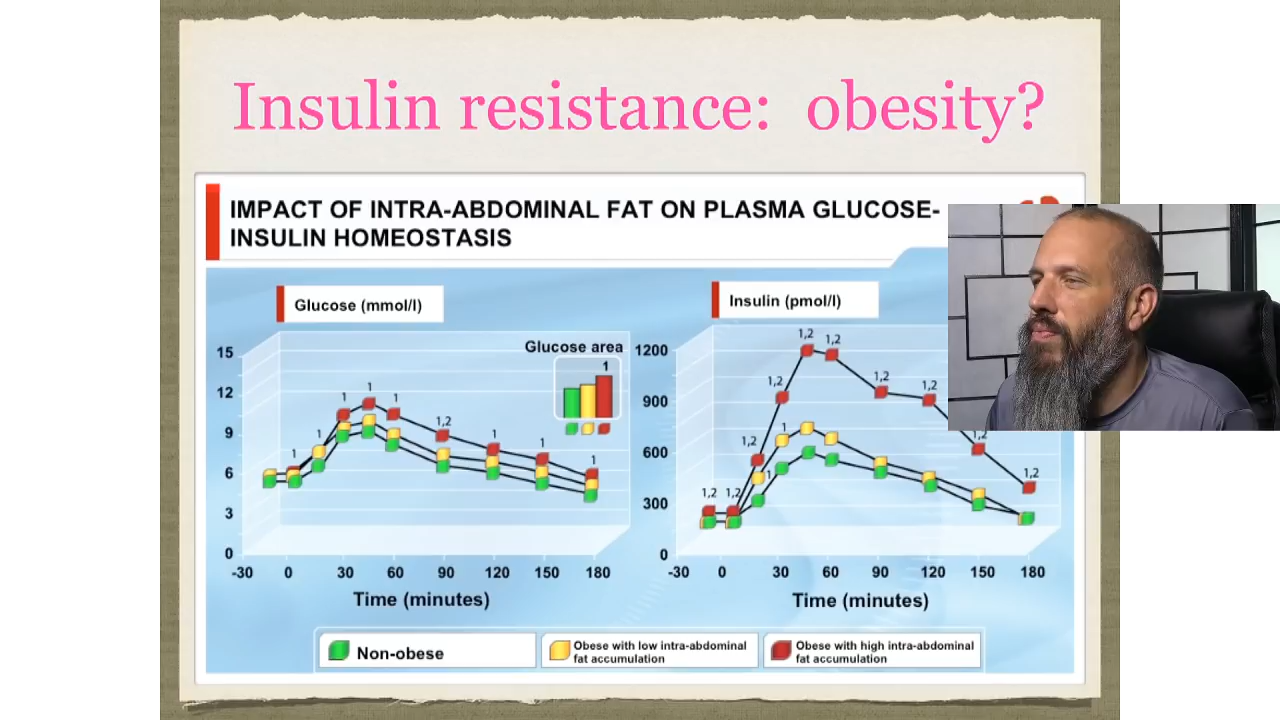 Insulin resistance: obesity?
IMPACT OF INTRA-ABDOMINAL FAT ON PLASMA GLUCOSE-
INSULIN HOMEOSTASIS
Glucose (mmol/l)
Glucose area
1
15
12
9
6
3
0
1
1
1
1
1
1,2
1
1
1
-30 0 30 60 90 120 150 180
Time (minutes)
Insulin (pmol/l)
1200
900
600
300
0
1,2
1,2
1,2
1,2
1,2
1,2
1,2
1,2
1
1
1,2
1,2
-30 0 30 60 90 120 150 180
Time (minutes)
Non-obese
Obese with low intra-abdominal
fat accumulation
Obese with high intra-abdominal
fat accumulation